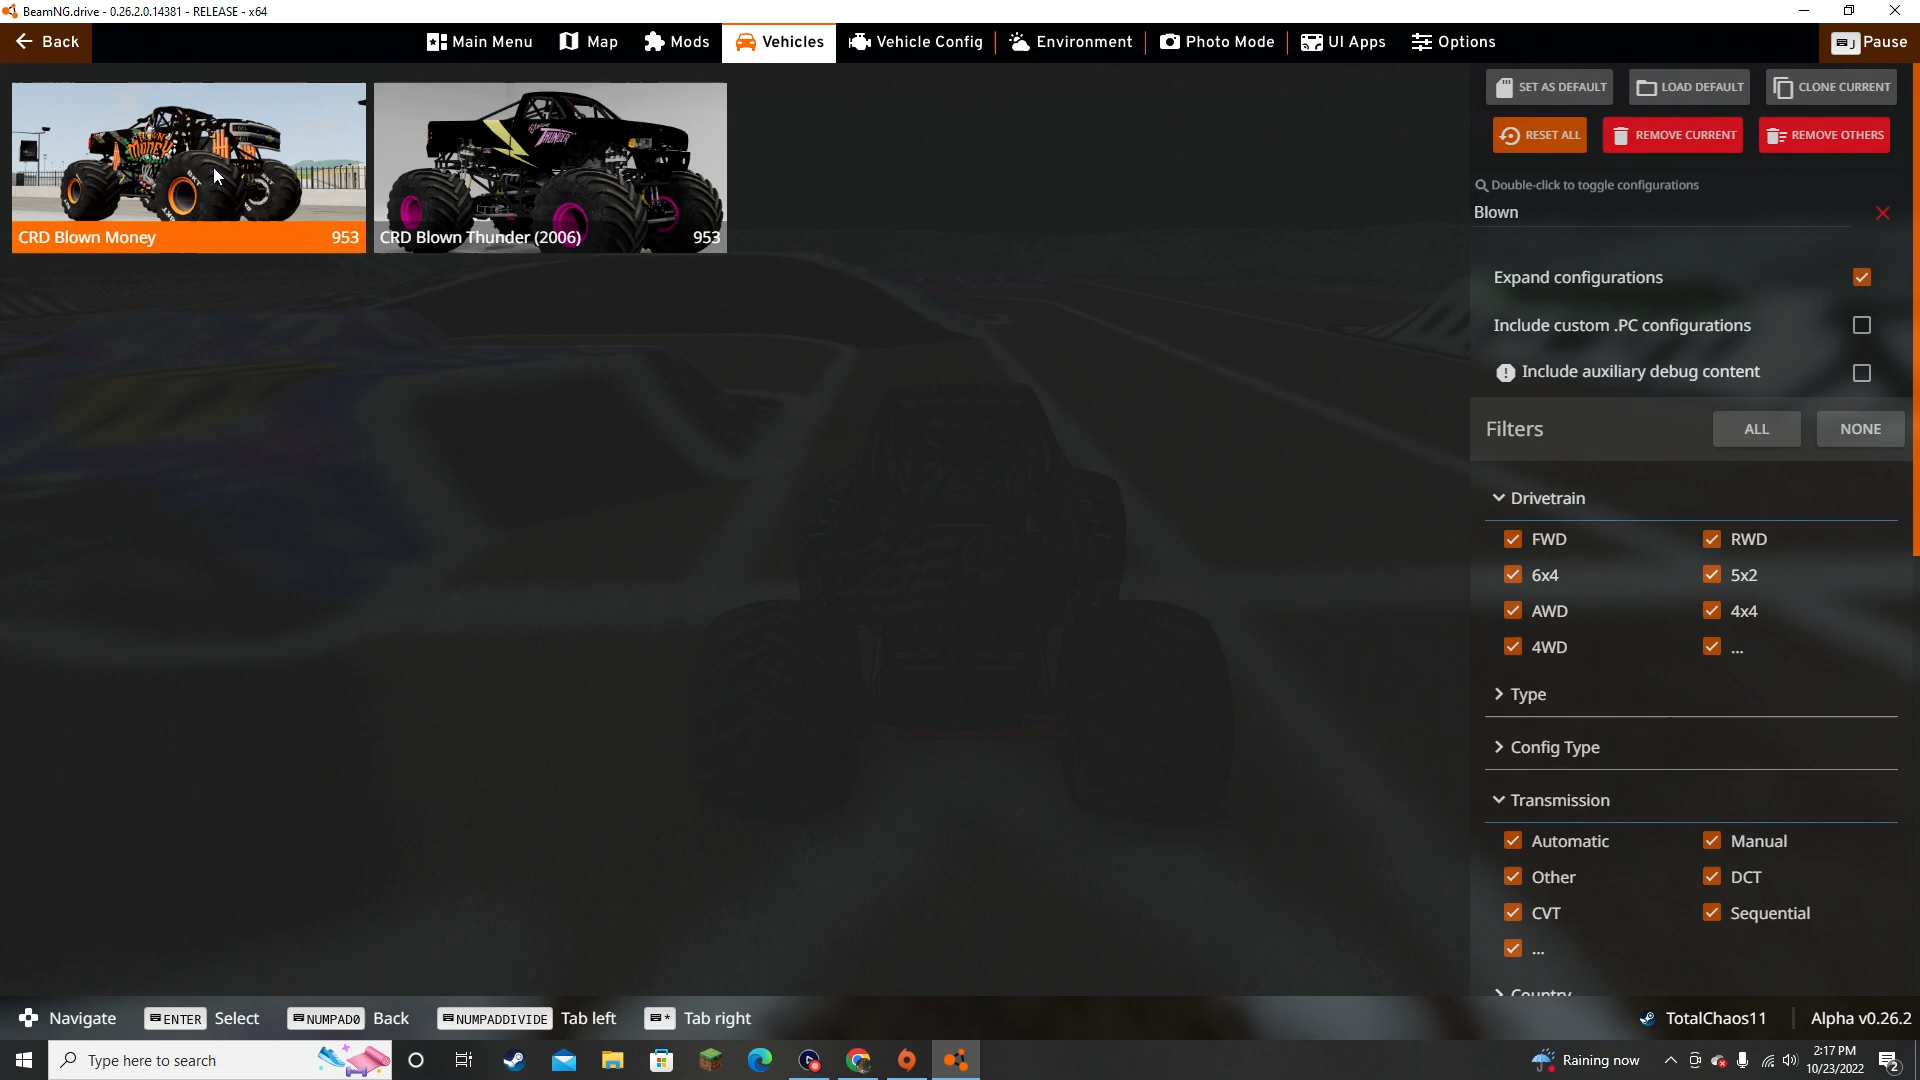 BeamNG.drive - 0.26.2.0.14381 - RELEASE - x64
Back
Main Menu
Map
Mods
Vehicles
Vehicle Config
Environment
Photo Mode
UI Apps
Options
J Pause
SET AS DEFAULT
LOAD DEFAULT
CLONE CURRENT
RESET ALL
REMOVE CURRENT
REMOVE OTHERS
Double-click to toggle configurations
Blown
CRD Blown Money 953
CRD Blown Thunder (2006) 953
Expand configurations
Include custom .PC configurations
Include auxiliary debug content
Filters
ALL
NONE
Drivetrain
FWD
RWD
6x4
5x2
AWD
4x4
4WD
...
Type
Config Type
Transmission
Automatic
Manual
Other
DCT
CVT
Sequential
...
Country
Navigate
ENTER Select
NUMPAD0 Back
NUMPADDIVIDE Tab left
* Tab right
TotalChaos11
Alpha v0.26.2
Type here to search
Raining now
2:17 PM
10/23/2022
2